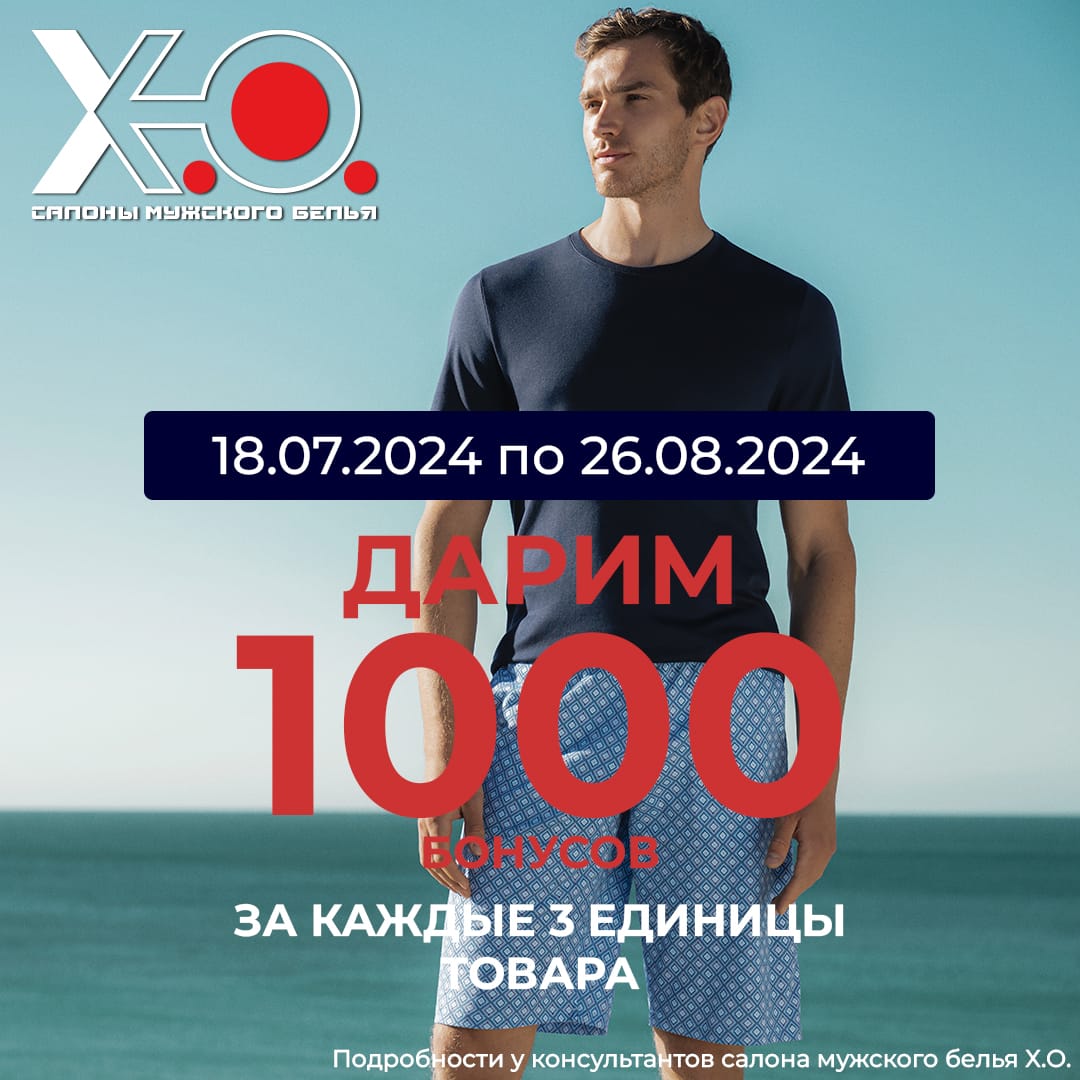 Х.О.
САЛОНЫ МУЖСКОГО БЕЛЬЯ
18.07.2024 по 26.08.2024
ДАРИМ
1000
БОНУСОВ
ЗА КАЖДЫЕ 3 ЕДИНИЦЫ
ТОВАРА
Подробности у консультантов салона мужского белья Х.О.